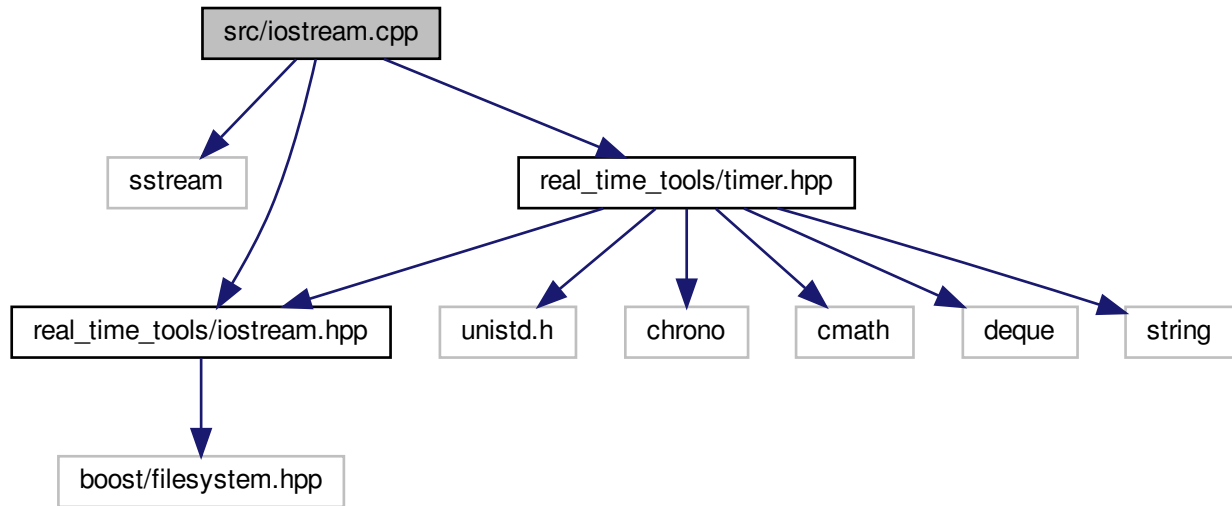 src/iostream.cpp
sstream
real_time_tools/timer.hpp
real_time_tools/iostream.hpp
unistd.h
chrono
cmath
deque
string
boost/filesystem.hpp